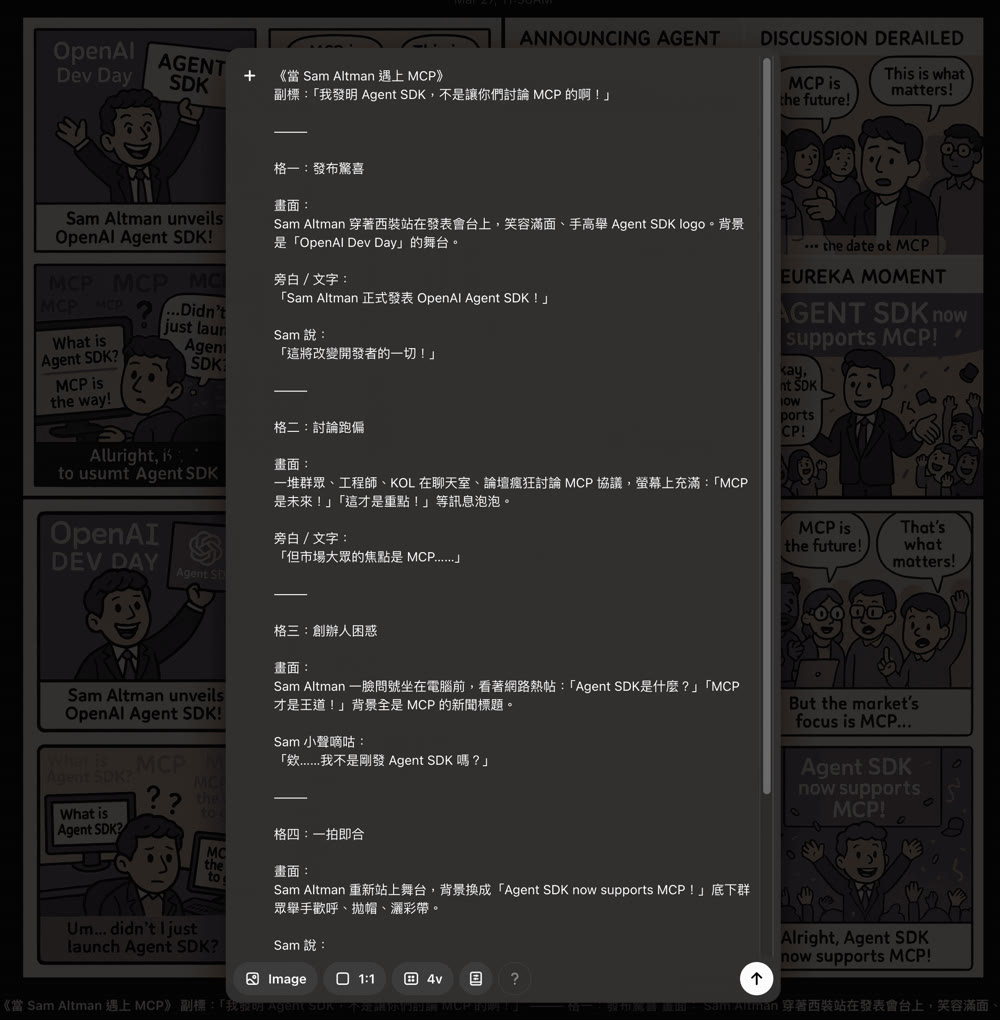 《當 Sam Altman 遇上 MCP》
副標：「我發明 Agent SDK，不是讓你們討論 MCP 的啊！」
格一：發布驚喜
畫面：
Sam Altman 穿著西裝站在發表會台上，笑容滿面、手高舉 Agent SDK logo。背景
是「OpenAI Dev Day」的舞台。
旁白 / 文字：
「Sam Altman 正式發表 OpenAI Agent SDK！」
Sam 說：
「這將改變開發者的一切！」
格二：討論跑偏
畫面：
一堆群眾、工程師、KOL 在聊天室、論壇瘋狂討論 MCP 協議，螢幕上充滿：「MCP
是未來！」「這才是重點！」等訊息泡泡。
旁白 / 文字：
「但市場大眾的焦點是 MCP......」
格三：創辦人困惑
畫面：
Sam Altman 一臉問號坐在電腦前，看著網路熱帖：「Agent SDK是什麼？」「MCP
才是王道！」背景全是 MCP 的新聞標題。
Sam 小聲嘀咕：
「欸......我不是剛發 Agent SDK 嗎？」
格四：一拍即合
畫面：
Sam Altman 重新站上舞台，背景換成「Agent SDK now supports MCP！」底下群
眾舉手歡呼、拋帽、灑彩帶。
Sam 說：
Image
1:1
4v
?
OpenAI
Dev Day
AGENT
SDK
Sam Altman unveils
OpenAI Agent SDK!
ANNOUNCING AGENT
DISCUSSION DERAILED
MCP is
the future!
This is what
matters!
... the date ot MCP
MCP MCP
MCP MCP
?
What is
Agent SDK?
MCP is
the way!
...Didn't
just laun
Agen
SDK
Allright,
to usumt Agent SDK
EUREKA MOMENT
AGENT SDK now
supports MCP!
OpenAI
DEV DAY
Agent SD
Sam Altman unveils
OpenAI Agent SDK!
MCP is
the future!
That's
what
matters!
But the market's
focus is MCP...
What is
Agent SDK?
MCP
??
What is
Agent SDK?
Um... didn't I just
launch Agent SDK?
Agent SDK
now supports
MCP!
Alright, Agent SDK
now supports MCP!
《當 Sam Altman 遇上 MCP》 副標：「我發明 Agent SDK，不是讓你們討論 MCP 的啊！」 —— 格一：發布驚喜 畫面： Sam Altman 穿著西裝站在發表會台上，笑容滿面